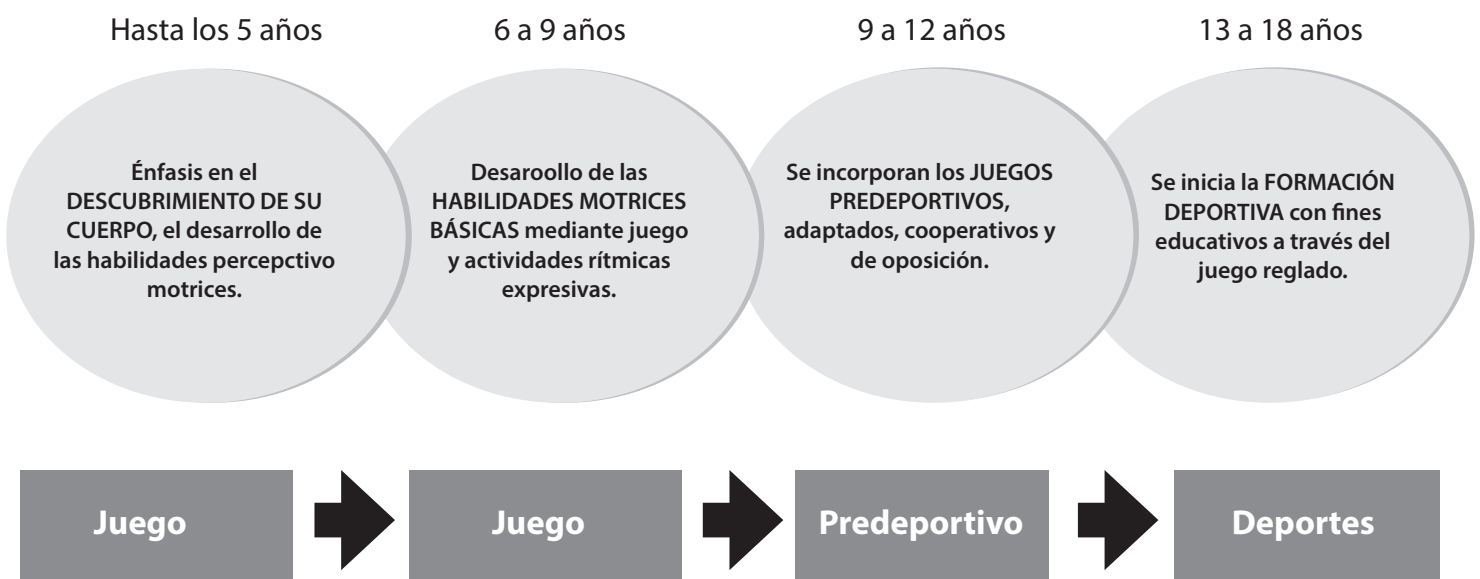 Hasta los 5 años
6 a 9 años
9 a 12 años
13 a 18 años
Énfasis en el
DESCUBRIMIENTO DE SU
CUERPO, el desarrollo de
las habilidades percepctivo
motrices.
Desaroollo de las
HABILIDADES MOTRICES
BÁSICAS mediante juego
y actividades rítmicas
expresivas.
Se incorporan los JUEGOS
PREDEPORTIVOS,
adaptados, cooperativos y
de oposición.
Se inicia la FORMACIÓN
DEPORTIVA con fines
educativos a través del
juego reglado.
Juego
Juego
Predeportivo
Deportes